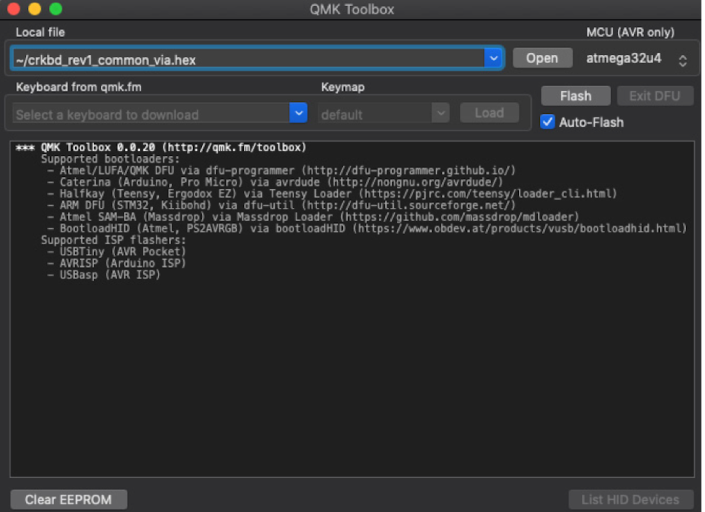 QMK Toolbox
Local file
MCU (AVR only)
~/crkbd_rev1_common_via.hex
Open
atmega32u4
Keyboard from qmk.fm
Keymap
Flash
Exit DFU
Select a keyboard to download
default
Load
Auto-Flash
*** QMK Toolbox 0.0.20 (http://qmk.fm/toolbox)
Supported bootloaders:
- Atmel/LUFA/QMK DFU via dfu-programmer (http://dfu-programmer.github.io/)
- Caterina (Arduino, Pro Micro) via avrdude (http://nongnu.org/avrdude/)
- Halfkay (Teensy, Ergodox EZ) via Teensy Loader (https://pjrc.com/teensy/loader_cli.html)
- ARM DFU (STM32, Kiibohd) via dfu-util (http://dfu-util.sourceforge.net/)
- Atmel SAM-BA (Massdrop) via Massdrop Loader (https://github.com/massdrop/mdloader)
- BootloadHID (Atmel, PS2AVRGB) via bootloadHID (https://www.obdev.at/products/vusb/bootloadhid.html)
Supported ISP flashers:
- USBTiny (AVR Pocket)
- AVRISP (Arduino ISP)
- USBasp (AVR ISP)
Clear EEPROM
List HID Devices